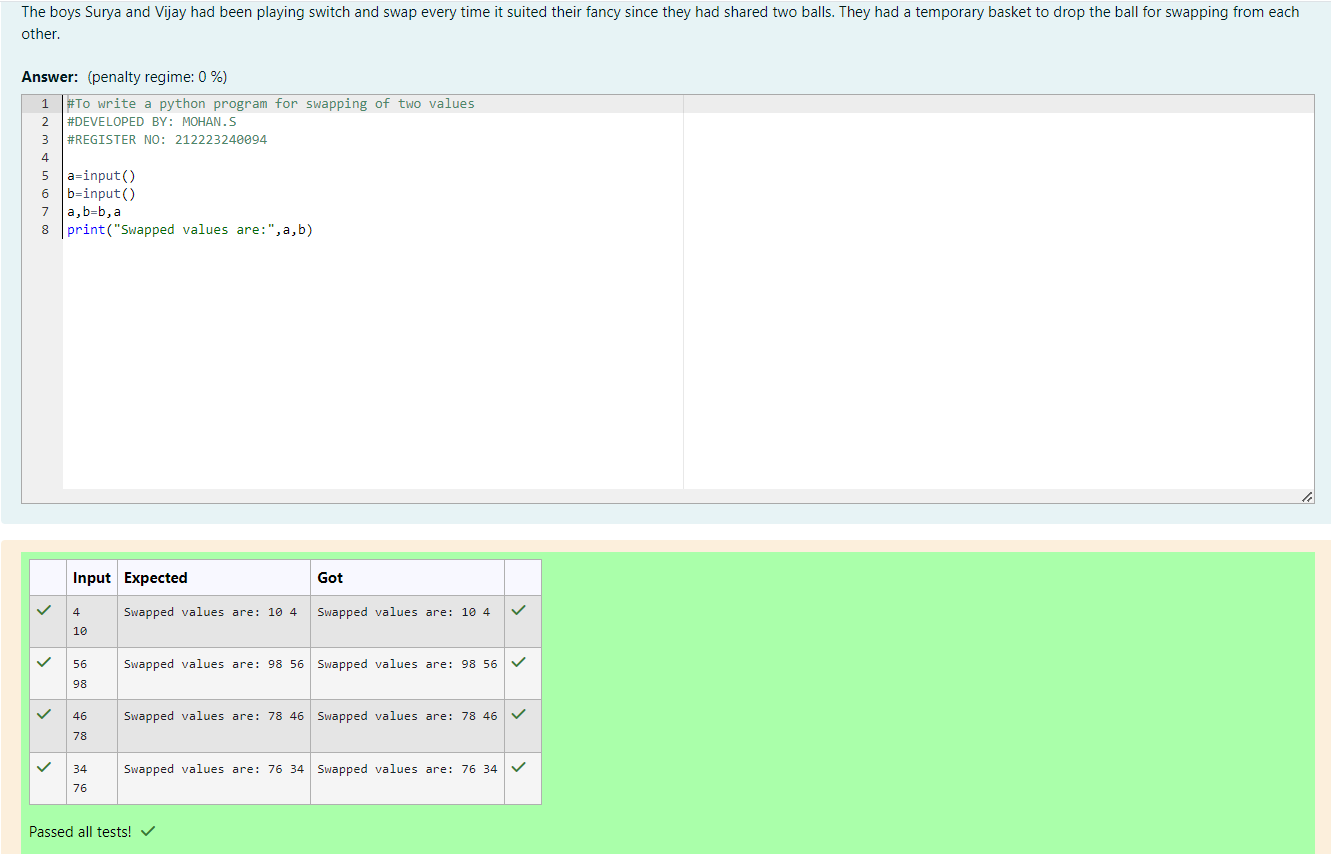 The boys Surya and Vijay had been playing switch and swap every time it suited their fancy since they had shared two balls. They had a temporary basket to drop the ball for swapping from each
other.
Answer: (penalty regime: 0 %)
1 #To write a python program for swapping of two values
2 #DEVELOPED BY: MOHAN.S
3 #REGISTER NO: 212223240094
4
5 a=input()
6 b=input()
7 a,b=b,a
8 print("Swapped values are:",a,b)
Input Expected Got
4 Swapped values are: 10 4 Swapped values are: 10 4
10
56 Swapped values are: 98 56 Swapped values are: 98 56
98
46 Swapped values are: 78 46 Swapped values are: 78 46
78
34 Swapped values are: 76 34 Swapped values are: 76 34
76
Passed all tests!